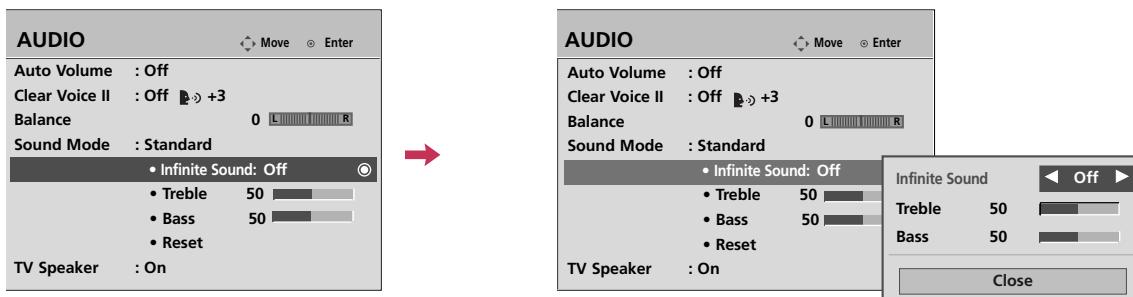 AUDIO Move Enter
Auto Volume : Off
Clear Voice II : Off +3
Balance 0 L R
Sound Mode : Standard
• Infinite Sound: Off
• Treble 50
• Bass 50
• Reset
TV Speaker : On
AUDIO Move Enter
Auto Volume : Off
Clear Voice II : Off +3
Balance 0 L R
Sound Mode : Standard
• Infinite Sound: Off
• Treble 50
• Bass 50
• Reset
TV Speaker : On
Infinite Sound ◀ Off ▶
Treble 50
Bass 50
Close